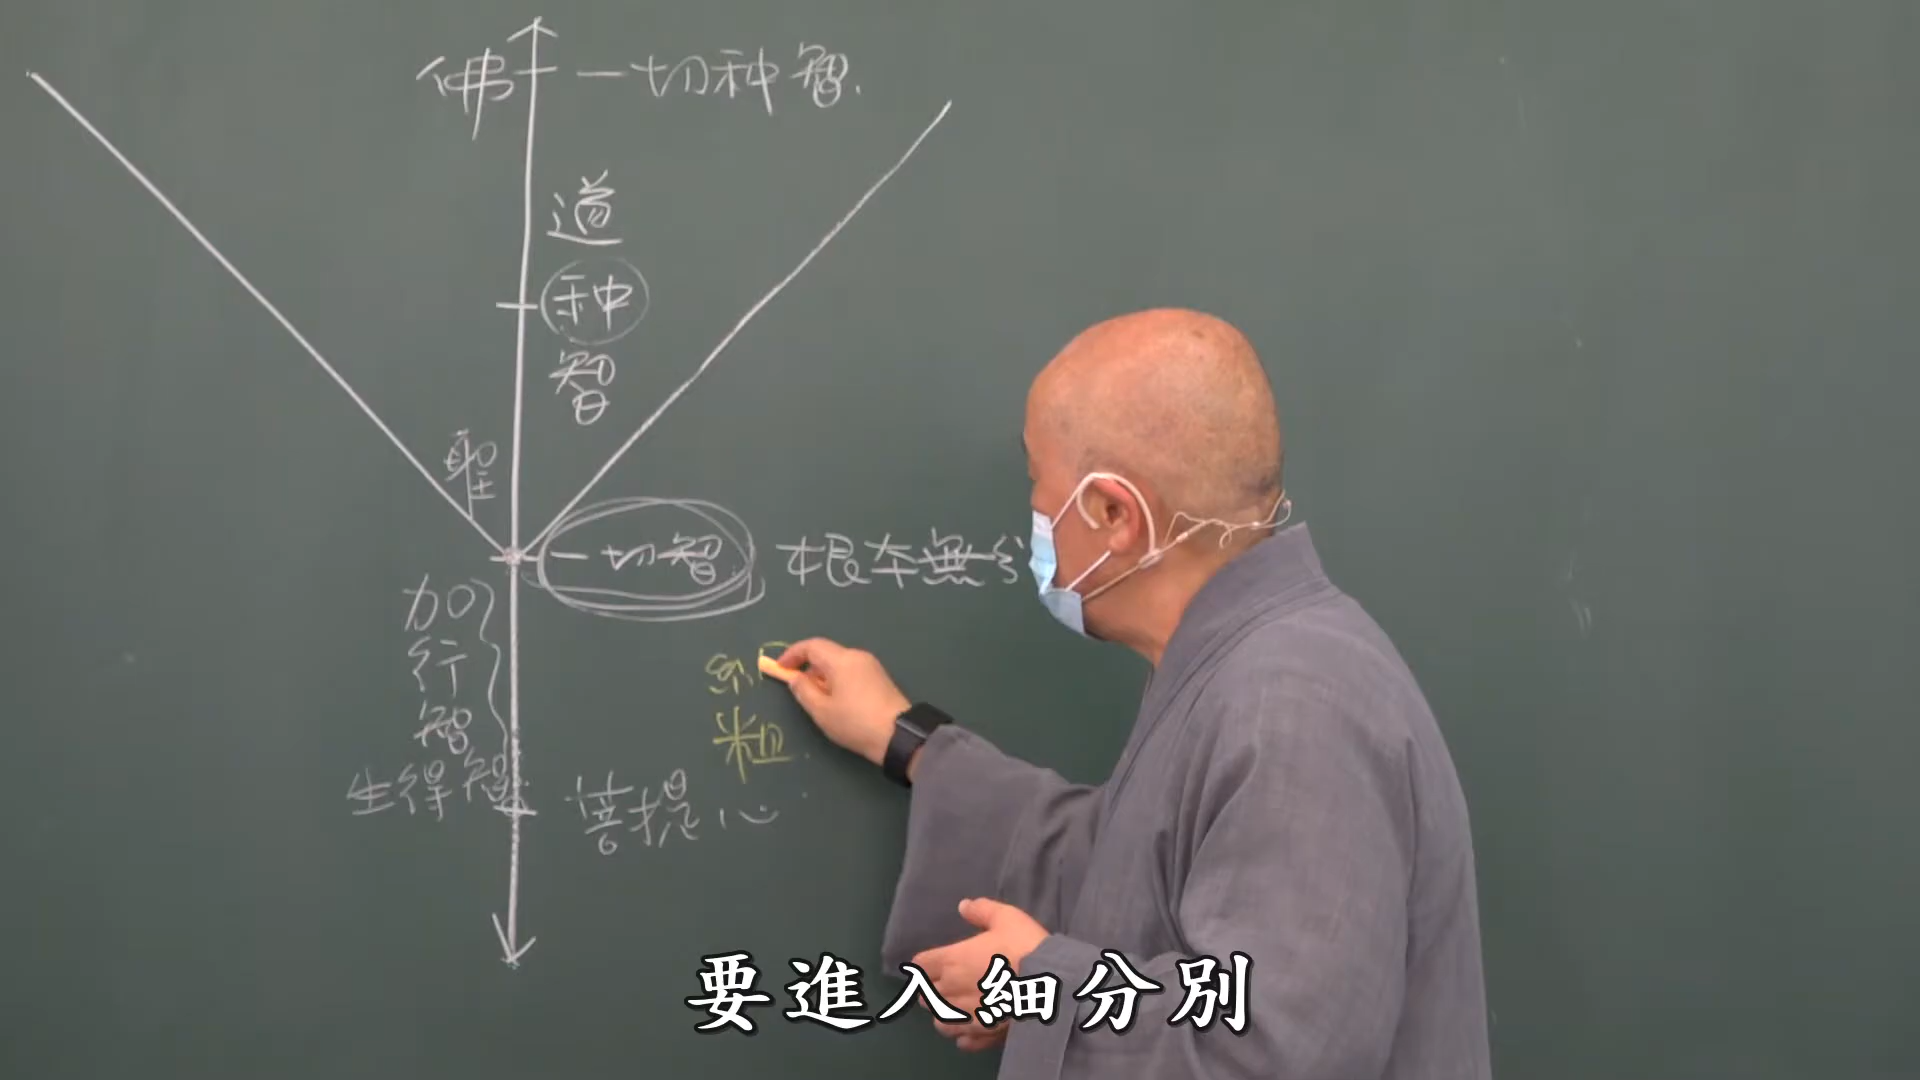 佛 一切种智.
道
种
智
聖
一切智 根本無分
加
行
智
細
粗
生得智
菩提心
要進入細分別